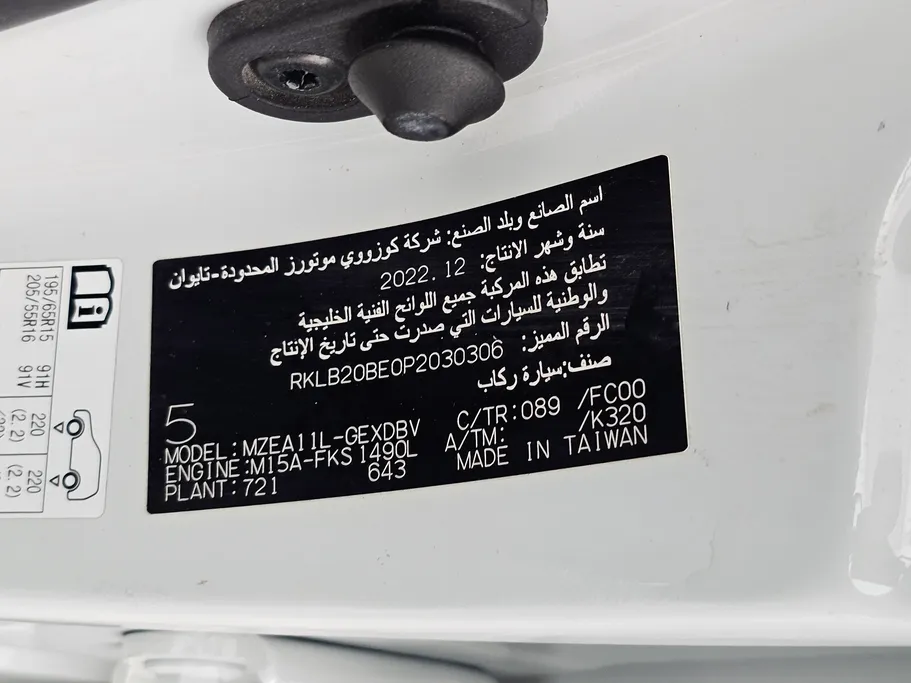 اسم الصانع وبلد الصنع: شركة كوزووي موتورز المحدودة-تايوان
سنة وشهر الانتاج: 2022.12
تطابق هذه المركبة جميع اللوائح الفنية الخليجية
والوطنية للسيارات التي صدرت حتى تاريخ الإنتاج
الرقم المميز: RKLB20BE0P2030306
صنف:سيارة ركاب
5
MODEL:MZEA11L-GEXDBV C/TR:089 /FC00
ENGINE:M15A-FKS 1490L A/TM: /K320
PLANT:721 643 MADE IN TAIWAN
195/65R15 91H 220 (2.2) 220 (2.2)
205/55R16 91V